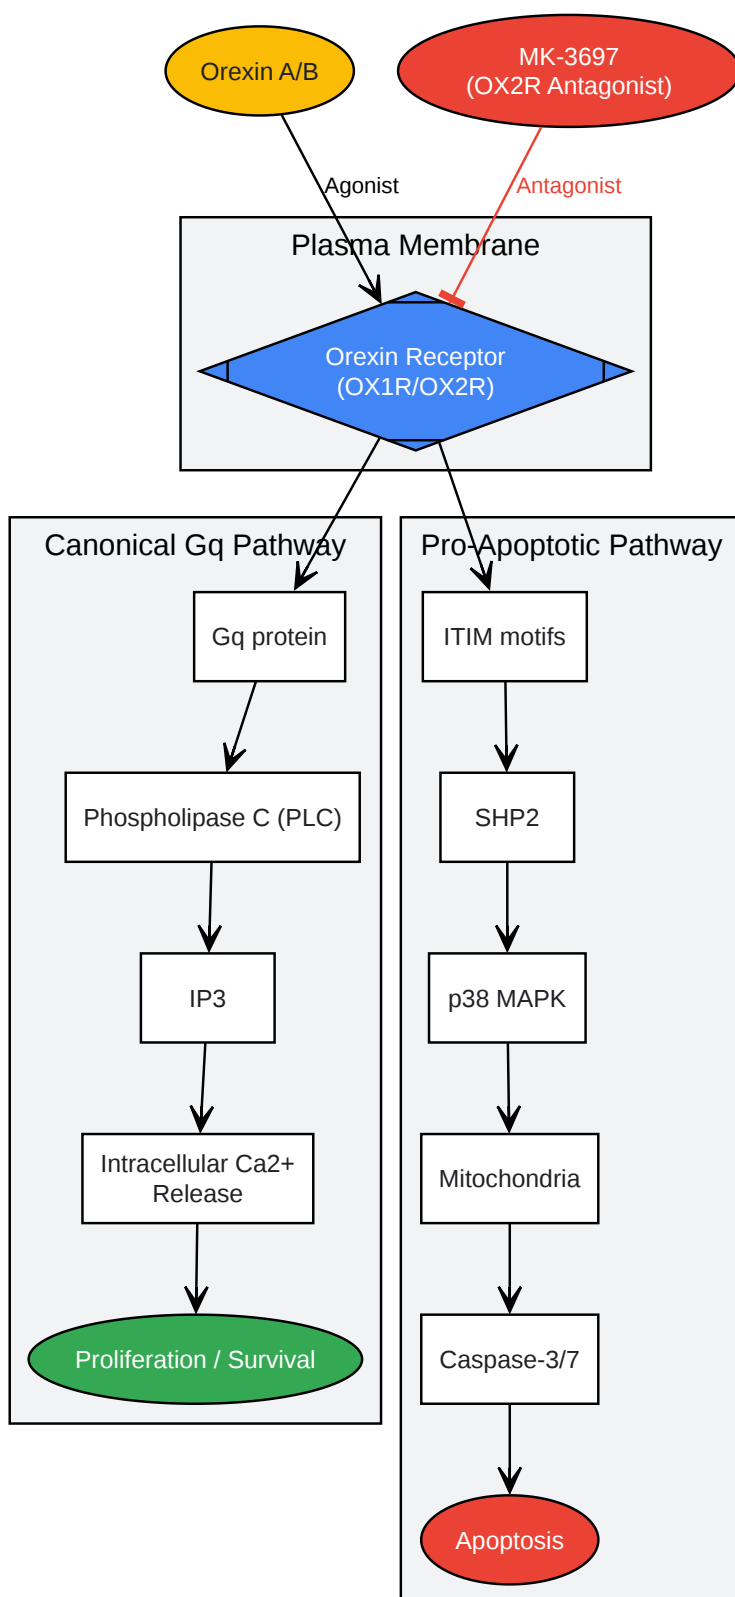 Orexin A/B
MK-3697
(OX2R Antagonist)
Agonist
Antagonist
Plasma Membrane
Orexin Receptor
(OX1R/OX2R)
Canonical Gq Pathway
Gq protein
Phospholipase C (PLC)
IP3
Intracellular Ca2+
Release
Proliferation / Survival
Pro-Apoptotic Pathway
ITIM motifs
SHP2
p38 MAPK
Mitochondria
Caspase-3/7
Apoptosis